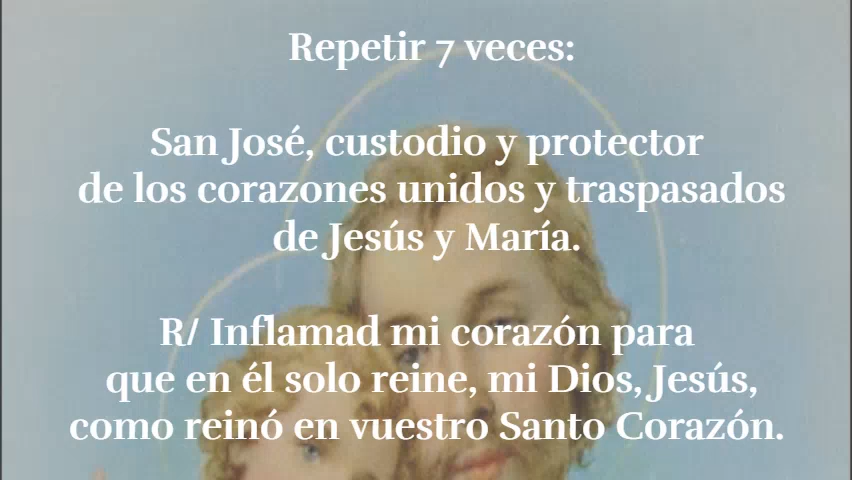 Repetir 7 veces:
San José, custodio y protector
de los corazones unidos y traspasados
de Jesús y María.
R/ Inflamad mi corazón para
que en él solo reine, mi Dios, Jesús,
como reinó en vuestro Santo Corazón.